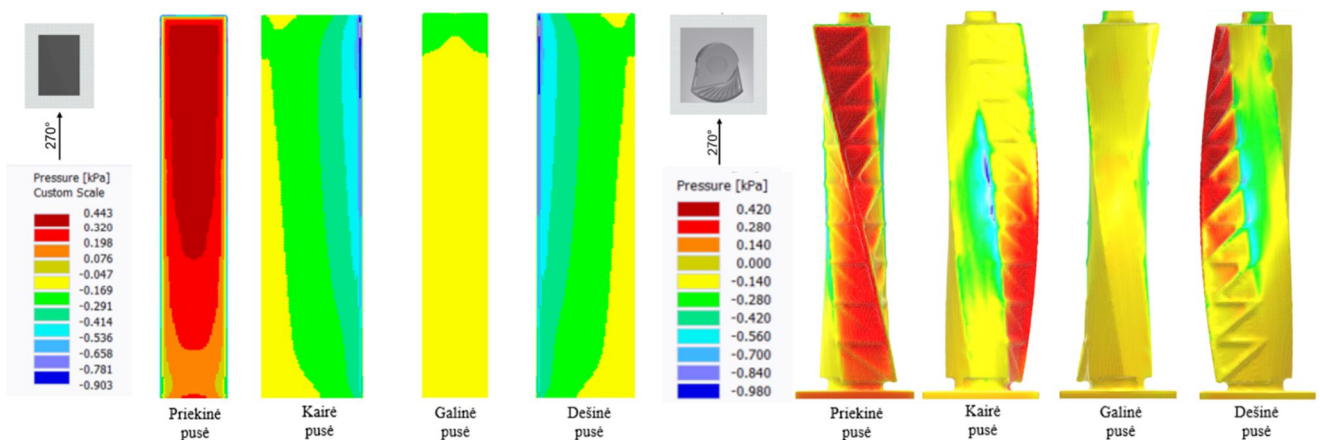 270°
Pressure [kPa]
Custom Scale
0.443
0.320
0.198
0.076
-0.047
-0.169
-0.291
-0.414
-0.536
-0.658
-0.781
-0.903
Priekinė
pusė
Kairė
pusė
Galinė
pusė
Dešinė
pusė
270°
Pressure [kPa]
0.420
0.280
0.140
0.000
-0.140
-0.280
-0.420
-0.560
-0.700
-0.840
-0.980
Priekinė
pusė
Kairė
pusė
Galinė
pusė
Dešinė
pusė